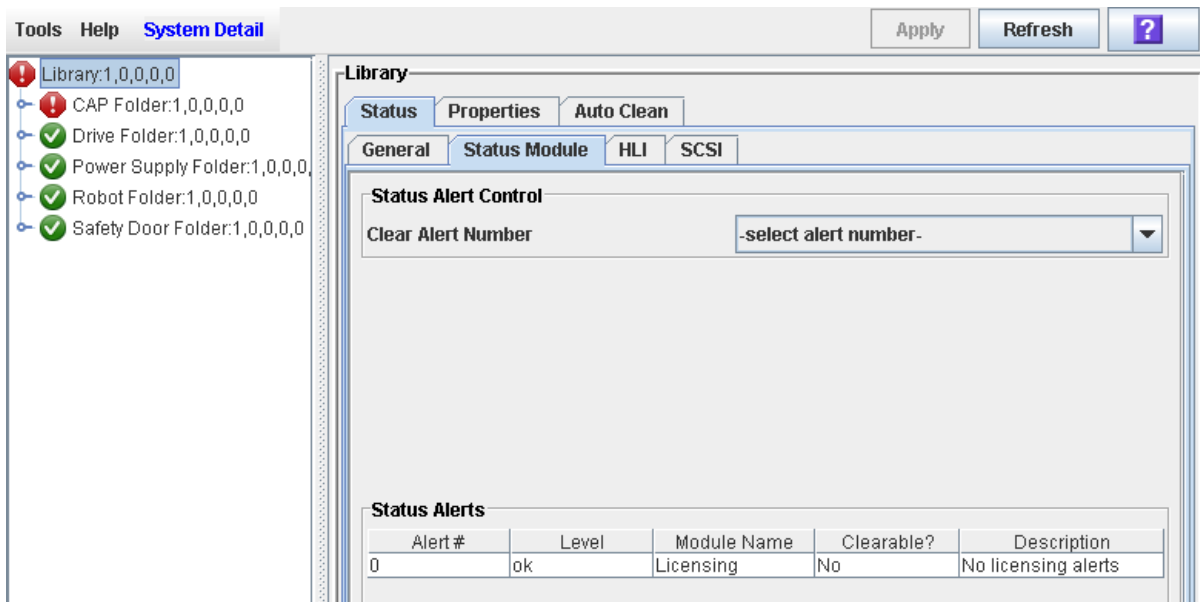 Tools Help System Detail
Apply Refresh ?
Library:1,0,0,0,0
CAP Folder:1,0,0,0,0
Drive Folder:1,0,0,0,0
Power Supply Folder:1,0,0,0,
Robot Folder:1,0,0,0,0
Safety Door Folder:1,0,0,0,0
Library
Status Properties Auto Clean
General Status Module HLI SCSI
Status Alert Control
Clear Alert Number -select alert number-
Status Alerts
Alert # Level Module Name Clearable? Description
0 ok Licensing No No licensing alerts